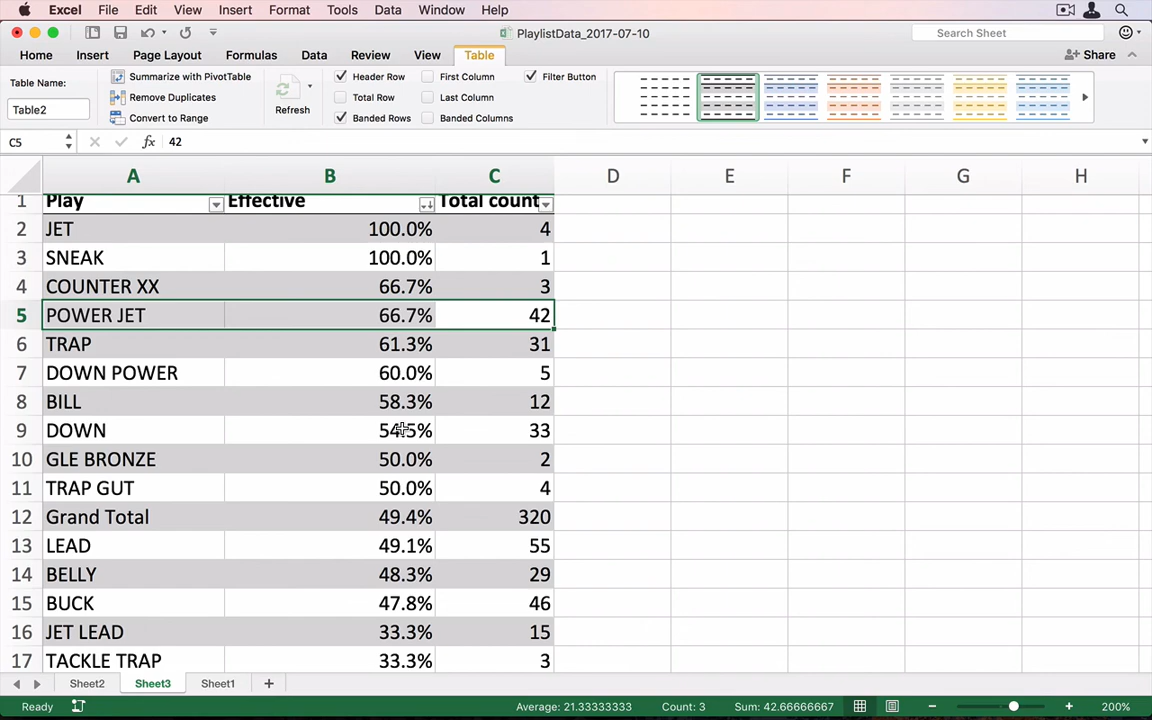 Excel File Edit View Insert Format Tools Data Window Help
PlaylistData_2017-07-10
Search Sheet
Home Insert Page Layout Formulas Data Review View Table
Share
Table Name: Summarize with PivotTable Header Row First Column Filter Button
Table2 Remove Duplicates Refresh Total Row Last Column
Convert to Range Banded Rows Banded Columns
C5 fx 42
A B C D E F G H
1 Play Effective Total count
2 JET 100.0% 4
3 SNEAK 100.0% 1
4 COUNTER XX 66.7% 3
5 POWER JET 66.7% 42
6 TRAP 61.3% 31
7 DOWN POWER 60.0% 5
8 BILL 58.3% 12
9 DOWN 54.5% 33
10 GLE BRONZE 50.0% 2
11 TRAP GUT 50.0% 4
12 Grand Total 49.4% 320
13 LEAD 49.1% 55
14 BELLY 48.3% 29
15 BUCK 47.8% 46
16 JET LEAD 33.3% 15
17 TACKLE TRAP 33.3% 3
Sheet2 Sheet3 Sheet1 +
Ready Average: 21.33333333 Count: 3 Sum: 42.66666667 200%